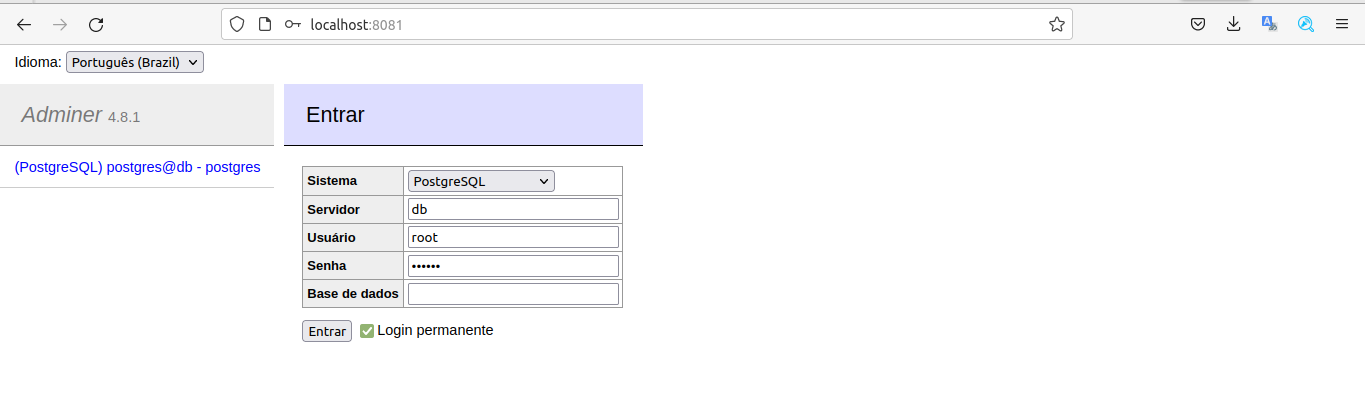 localhost:8081
Idioma: Português (Brazil)
Adminer 4.8.1
Entrar
(PostgreSQL) postgres@db - postgres
Sistema PostgreSQL
Servidor db
Usuário root
Senha ••••••
Base de dados
Entrar Login permanente